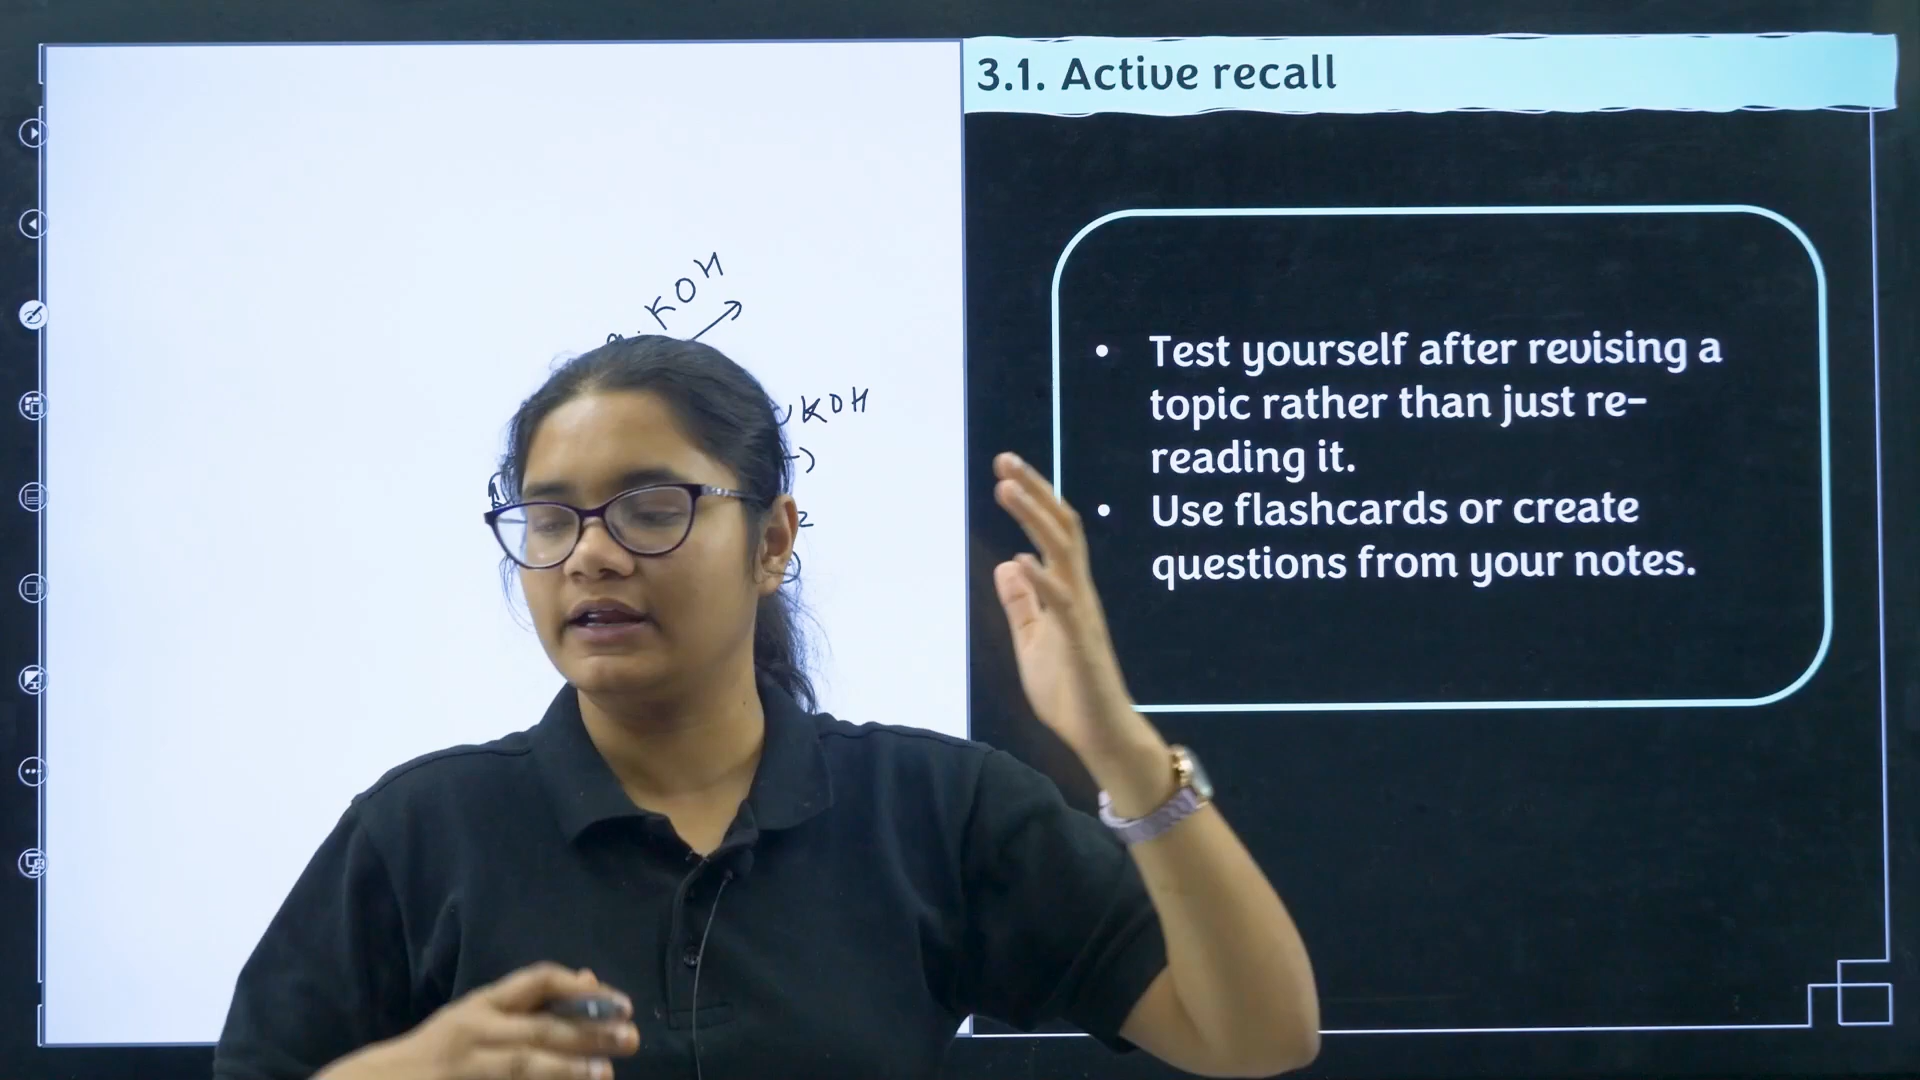 3.1. Active recall
• Test yourself after revising a
topic rather than just re-
reading it.
• Use flashcards or create
questions from your notes.
KOH
KOH